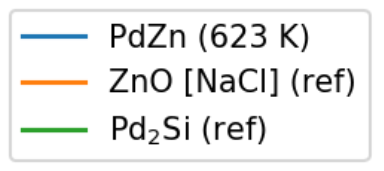 PdZn (623 K)
ZnO [NaCl] (ref)
Pd₂Si (ref)